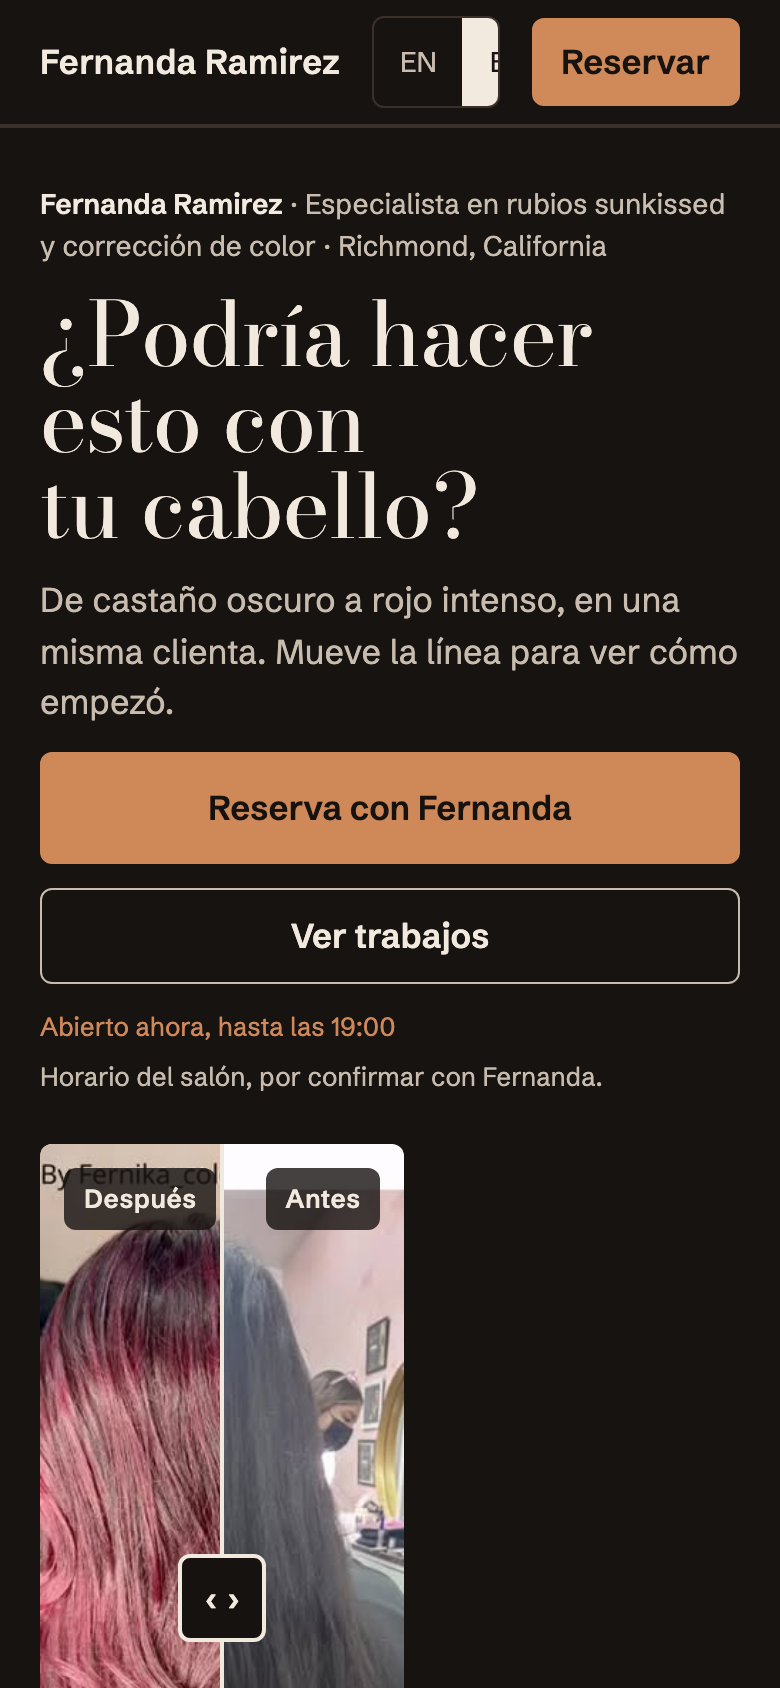 Fernanda Ramirez
EN
Reservar
Fernanda Ramirez · Especialista en rubios sunkissed
y corrección de color · Richmond, California
¿Podría hacer
esto con
tu cabello?
De castaño oscuro a rojo intenso, en una
misma clienta. Mueve la línea para ver cómo
empezó.
Reserva con Fernanda
Ver trabajos
Abierto ahora, hasta las 19:00
Horario del salón, por confirmar con Fernanda.
By Fernika_col
Después
Antes